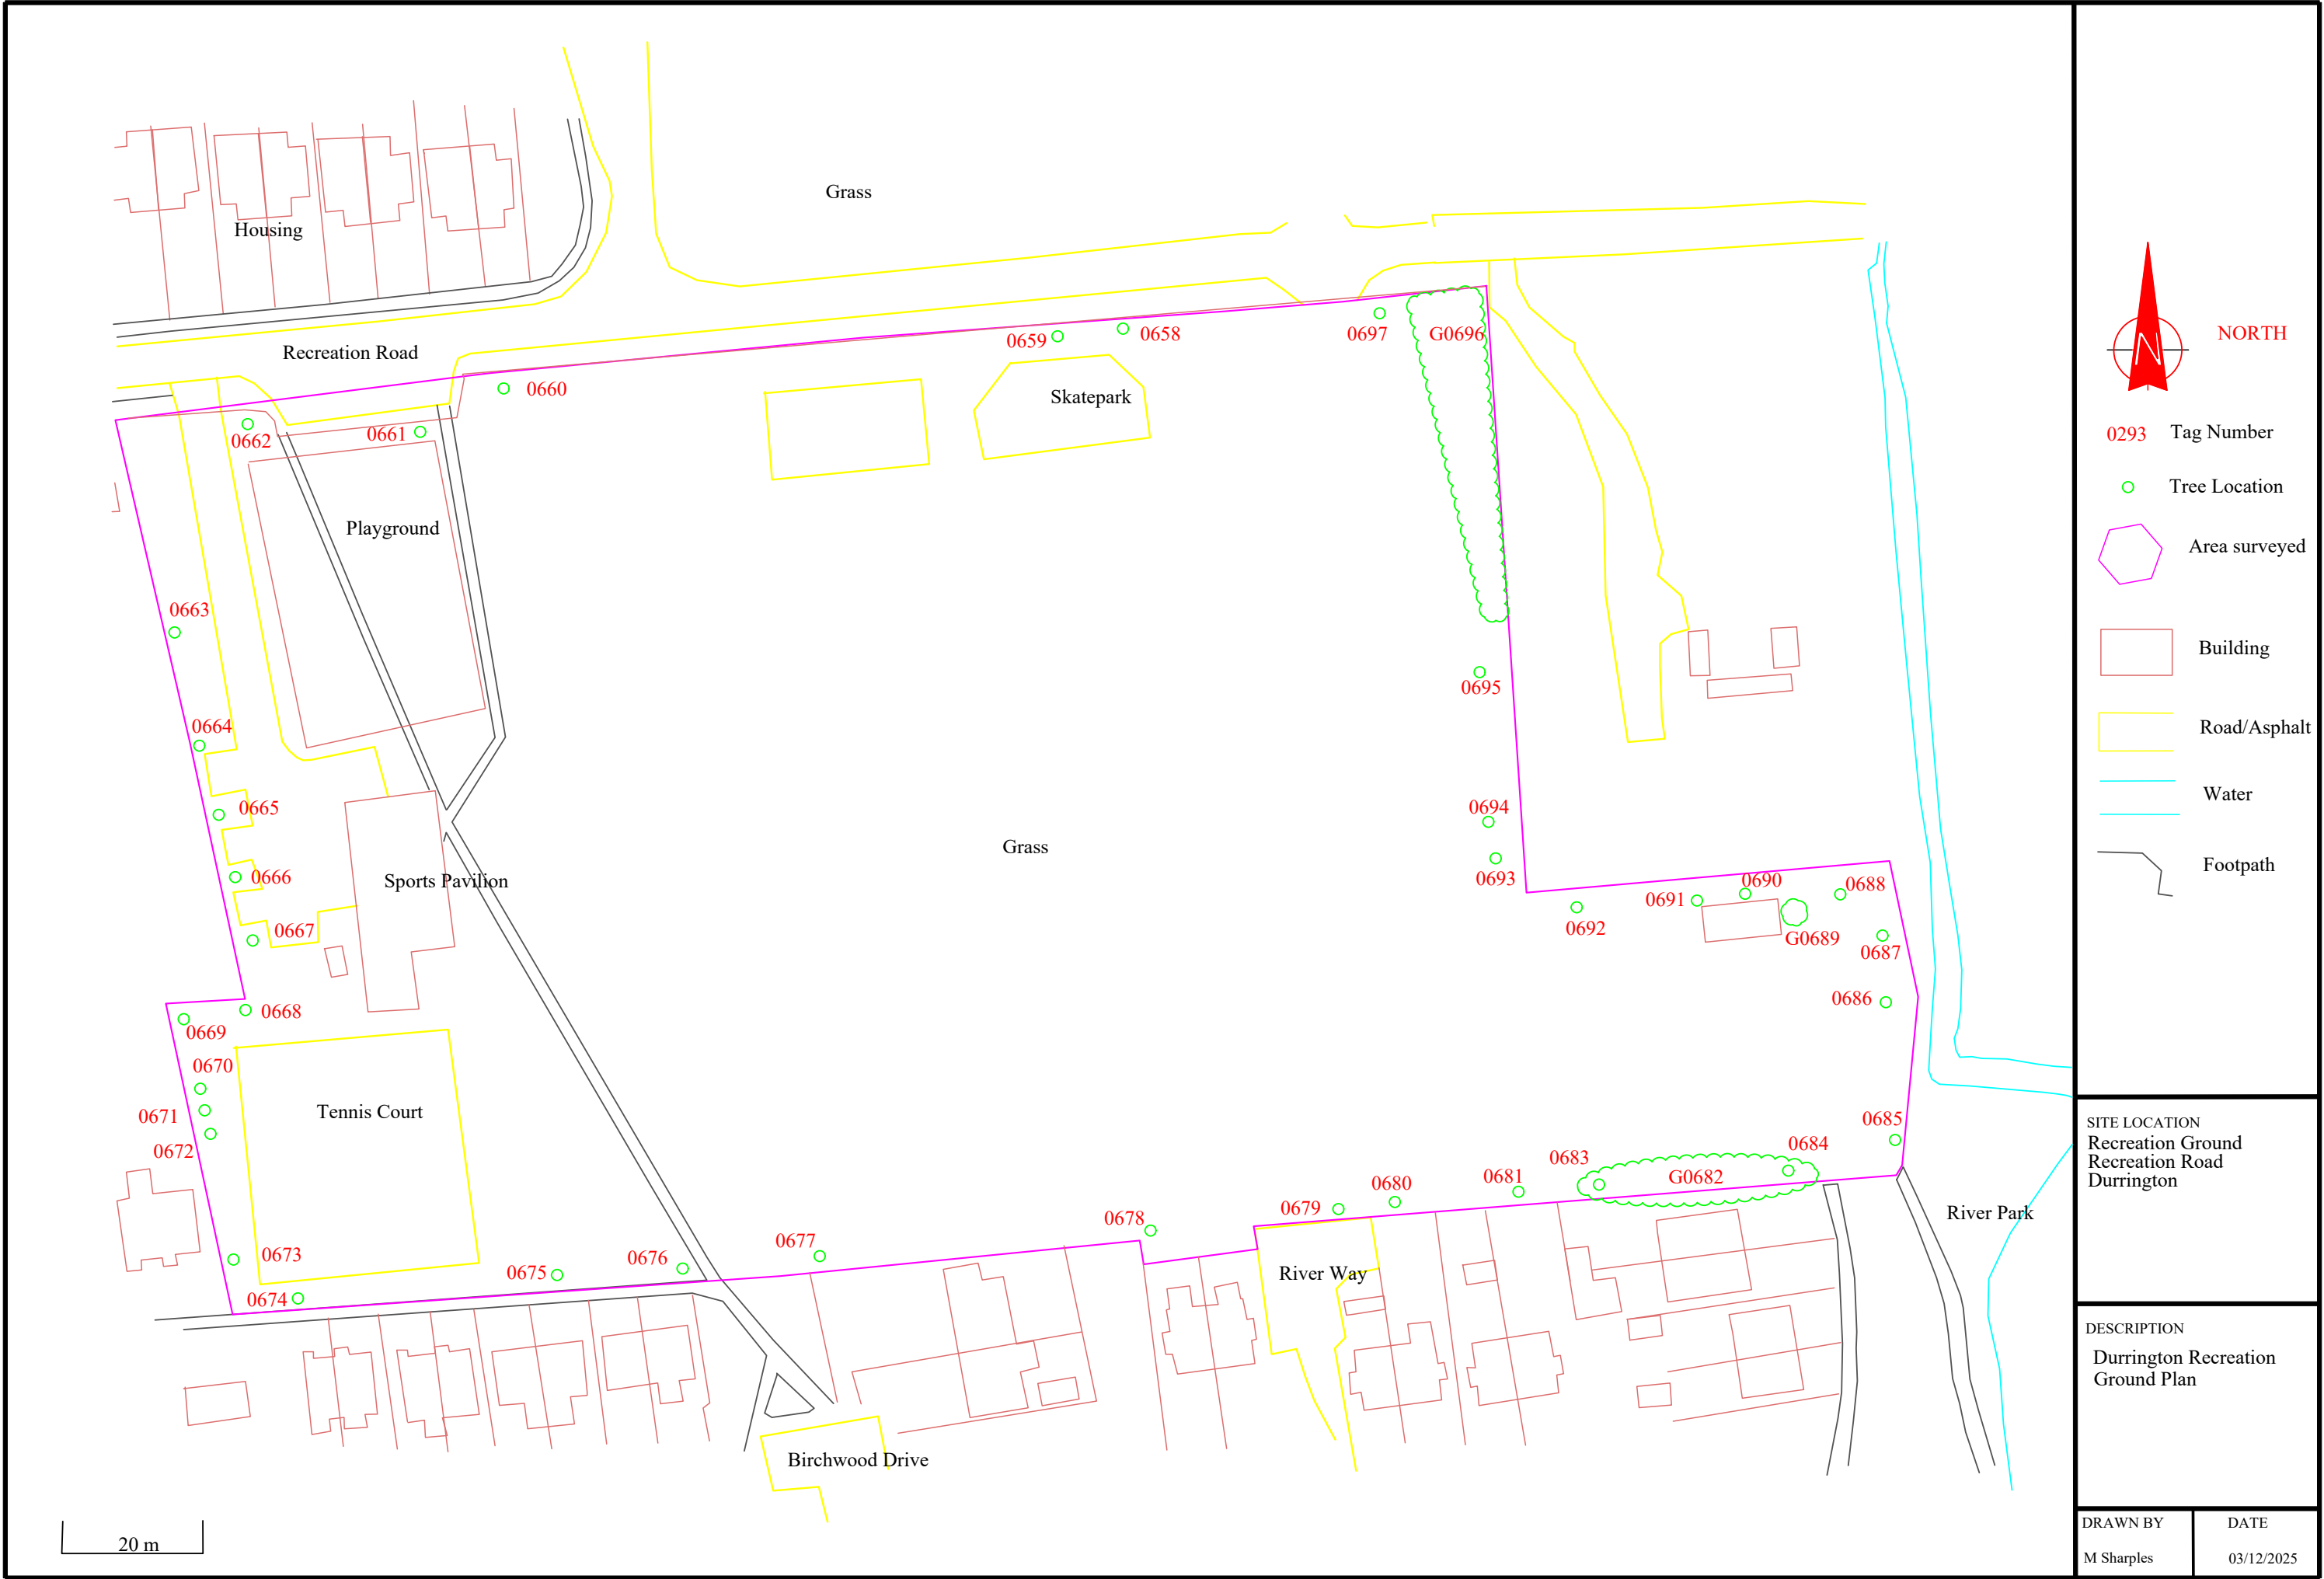 Grass
Housing
Recreation Road
0659
0658
0697
G0696
0660
Skatepark
0662
0661
Playground
0663
0695
0664
0665
0694
Grass
0666
Sports Pavilion
0693
0690
0688
0691
0692
0667
G0689
0687
0686
0668
0669
0670
0671
Tennis Court
0672
0685
0683
0684
0681
G0682
0680
0679
0678
River Park
0677
0673
0676
0675
River Way
0674
Birchwood Drive
20 m
N
NORTH
0293 Tag Number
Tree Location
Area surveyed
Building
Road/Asphalt
Water
Footpath
SITE LOCATION
Recreation Ground
Recreation Road
Durrington
DESCRIPTION
Durrington Recreation
Ground Plan
DRAWN BY
M Sharples
DATE
03/12/2025